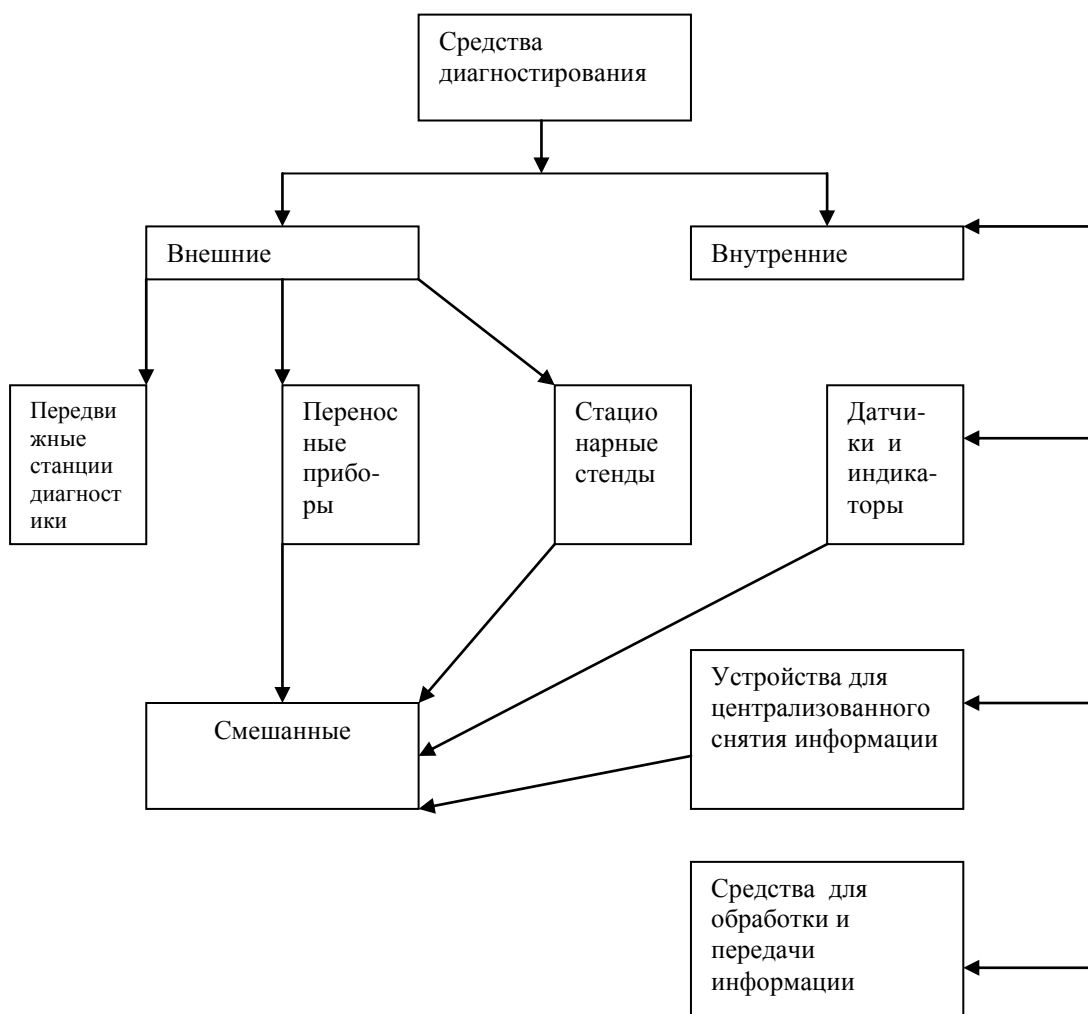 Средства
диагностирования
Внешние
Внутренние
Передви
жные
станции
диагност
ики
Перенос
ные
прибо-
ры
Стацио
нарные
стенды
Датчи-
ки и
индика-
торы
Смешанные
Устройства для
централизованного
снятия информации
Средства для
обработки и
передачи
информации